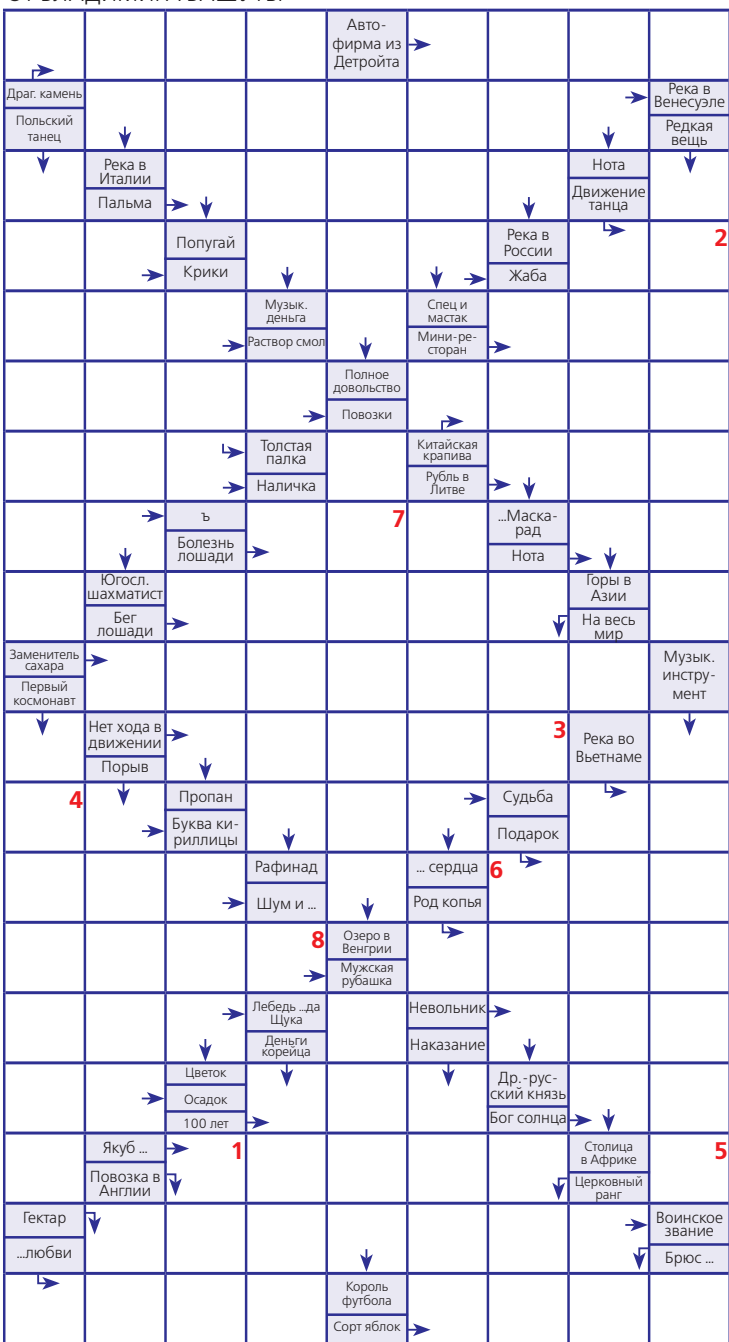 Авто-
фирма из
Детройта
Драг. камень
Польский
танец
Река в
Венесуэле
Редкая
вещь
Река в
Италии
Пальма
Нота
Движение
танца
Попугай
Крики
Река в
России
Жаба
2
Музык.
деньга
Раствор смол
Спец и
мастак
Мини-ре-
сторан
Полное
довольство
Повозки
Толстая
палка
Наличка
Китайская
крапива
Рубль в
Литве
ъ
Болезнь
лошади
7
...Маска-
рад
Нота
Югосл.
шахматист
Бег
лошади
Горы в
Азии
На весь
мир
Заменитель
сахара
Первый
космонавт
Музык.
инстру-
мент
Нет хода в
движении
Порыв
3
Река во
Вьетнаме
4
Пропан
Буква ки-
риллицы
Судьба
Подарок
Рафинад
Шум и ...
... сердца
Род копья
6
8
Озеро в
Венгрии
Мужская
рубашка
Лебедь ...да
Щука
Деньги
корейца
Невольник
Наказание
Цветок
Осадок
100 лет
Др.-рус-
ский князь
Бог солнца
Якуб ...
Повозка в
Англии
1
Столица
в Африке
Церковный
ранг
5
Гектар
...любви
Воинское
звание
Брюс ...
Король
футбола
Сорт яблок